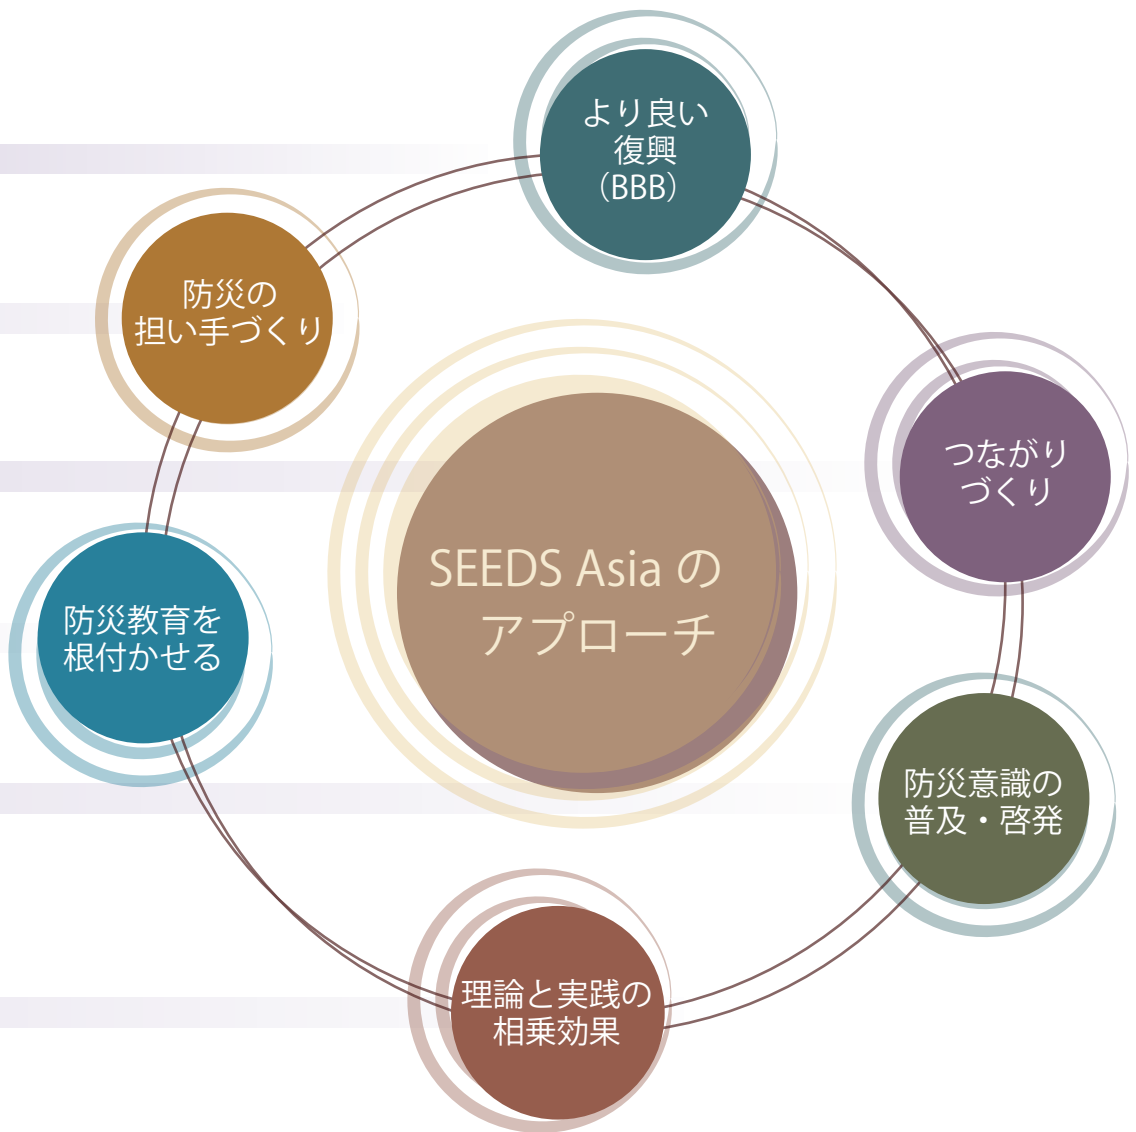 より良い
復興
（BBB）
防災の
担い手づくり
つながり
づくり
SEEDS Asia の
アプローチ
防災教育を
根付かせる
防災意識の
普及・啓発
理論と実践の
相乗効果